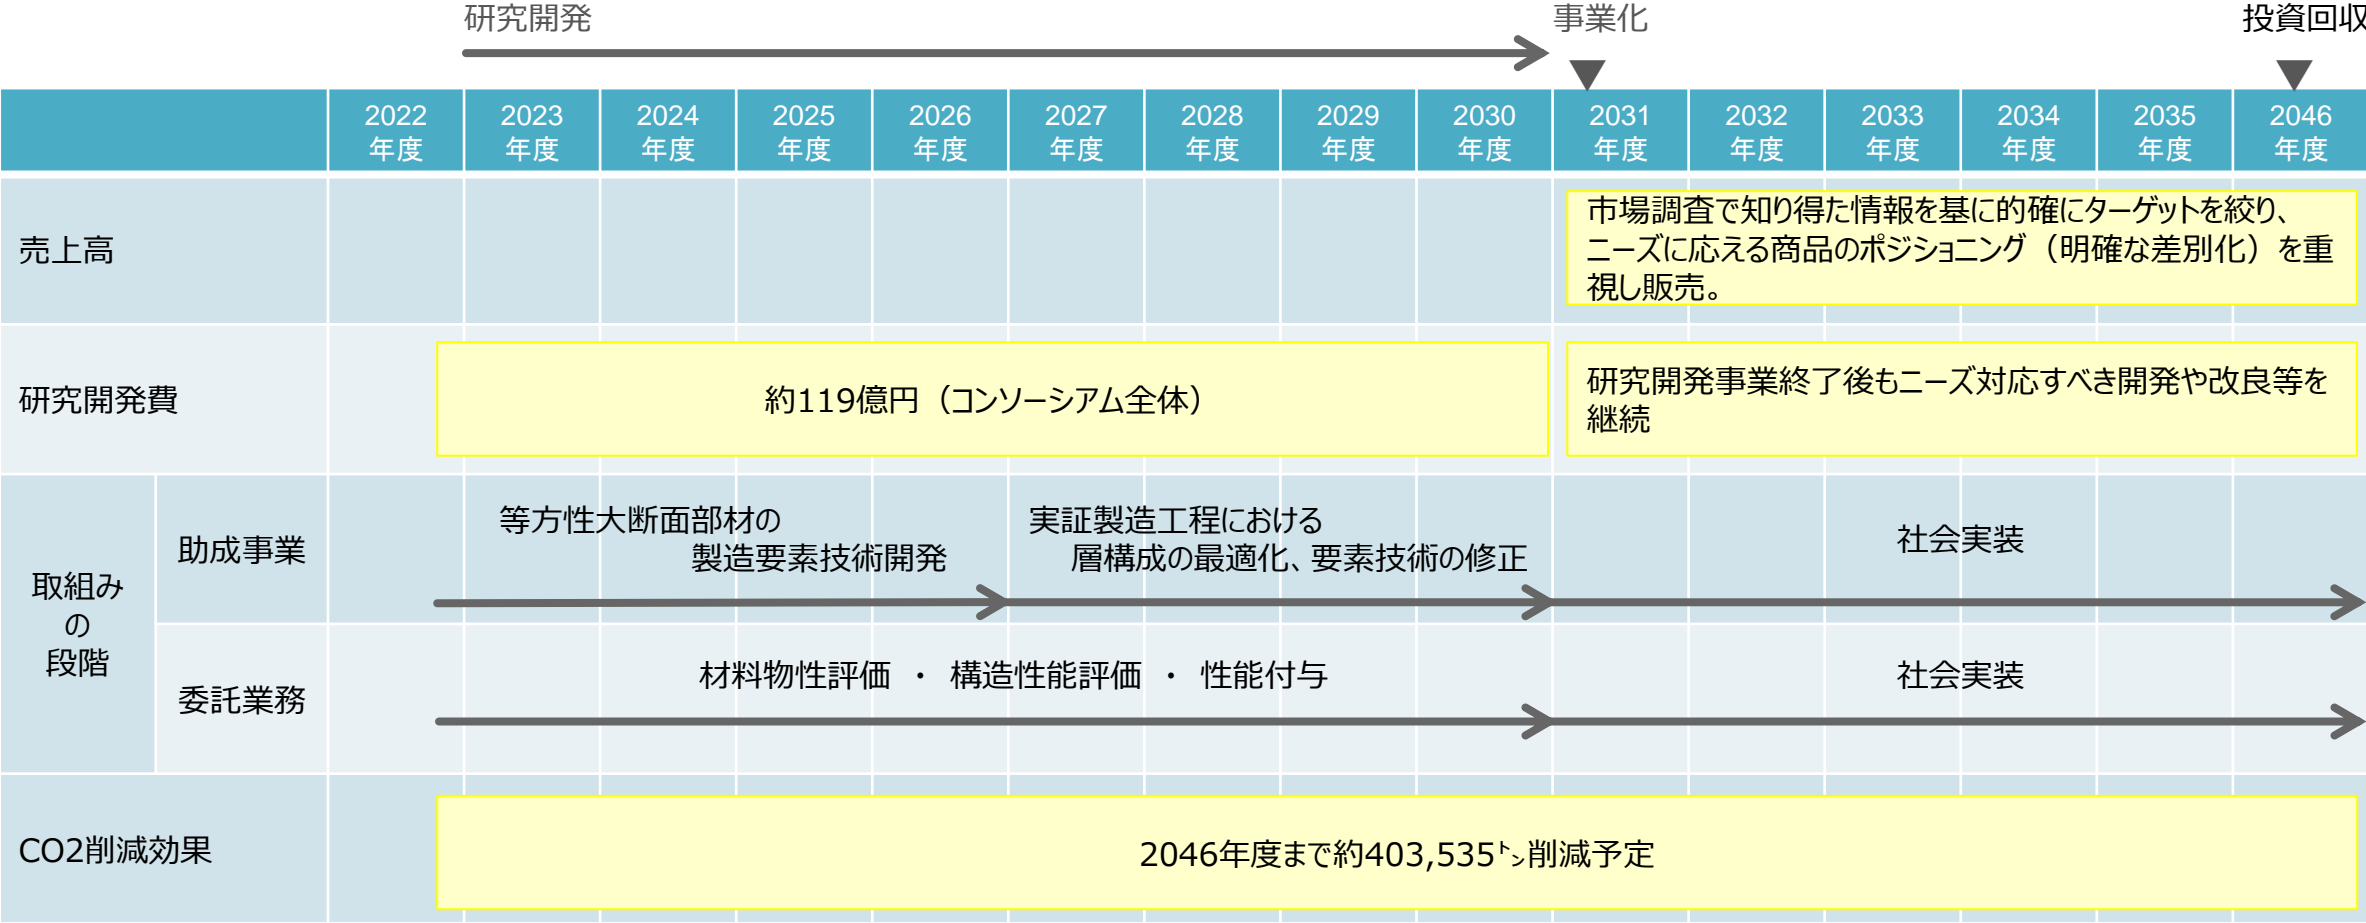 研究開発
事業化
投資回収
2022
年度
2023
年度
2024
年度
2025
年度
2026
年度
2027
年度
2028
年度
2029
年度
2030
年度
2031
年度
2032
年度
2033
年度
2034
年度
2035
年度
2046
年度
売上高
市場調査で知り得た情報を基に的確にターゲットを絞り、
ニーズに応える商品のポジショニング（明確な差別化）を重
視し販売。
研究開発費
約119億円（コンソーシアム全体）
研究開発事業終了後もニーズ対応すべき開発や改良等を
継続
取組み
の
段階
助成事業
等方性大断面部材の
製造要素技術開発
実証製造工程における
層構成の最適化、要素技術の修正
社会実装
委託業務
材料物性評価 ・ 構造性能評価 ・ 性能付与
社会実装
CO2削減効果
2046年度まで約403,535㌧削減予定